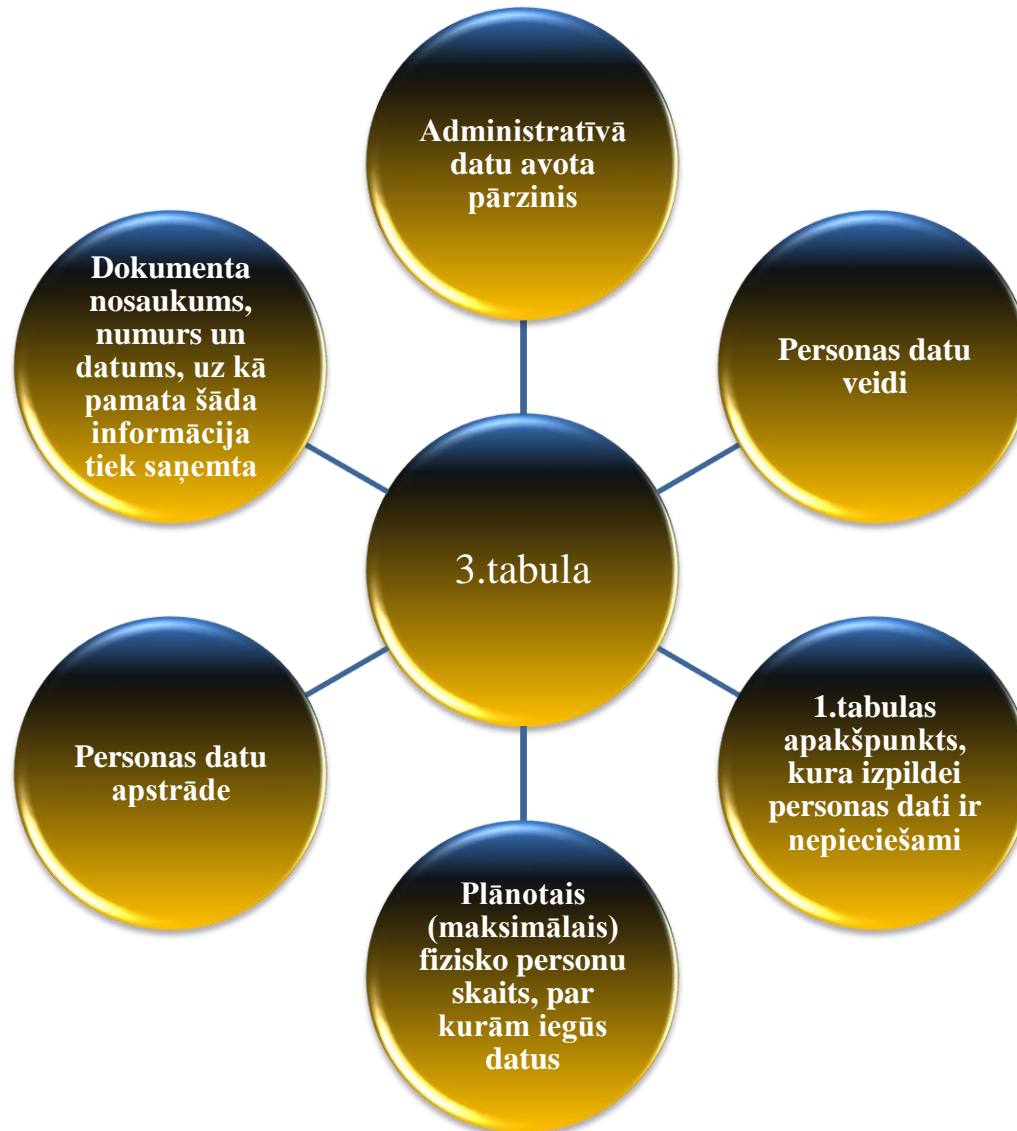 Administratīvā
datu avota
pārzinis
Dokumenta
nosaukums,
numurs un
datums, uz kā
pamata šāda
informācija
tiek saņemta
Personas datu
veidi
3.tabula
Personas datu
apstrāde
1.tabulas
apakšpunkts,
kura izpildei
personas dati ir
nepieciešami
Plānotais
(maksimālais)
fizisko personu
skaits, par
kurām iegūs
datus